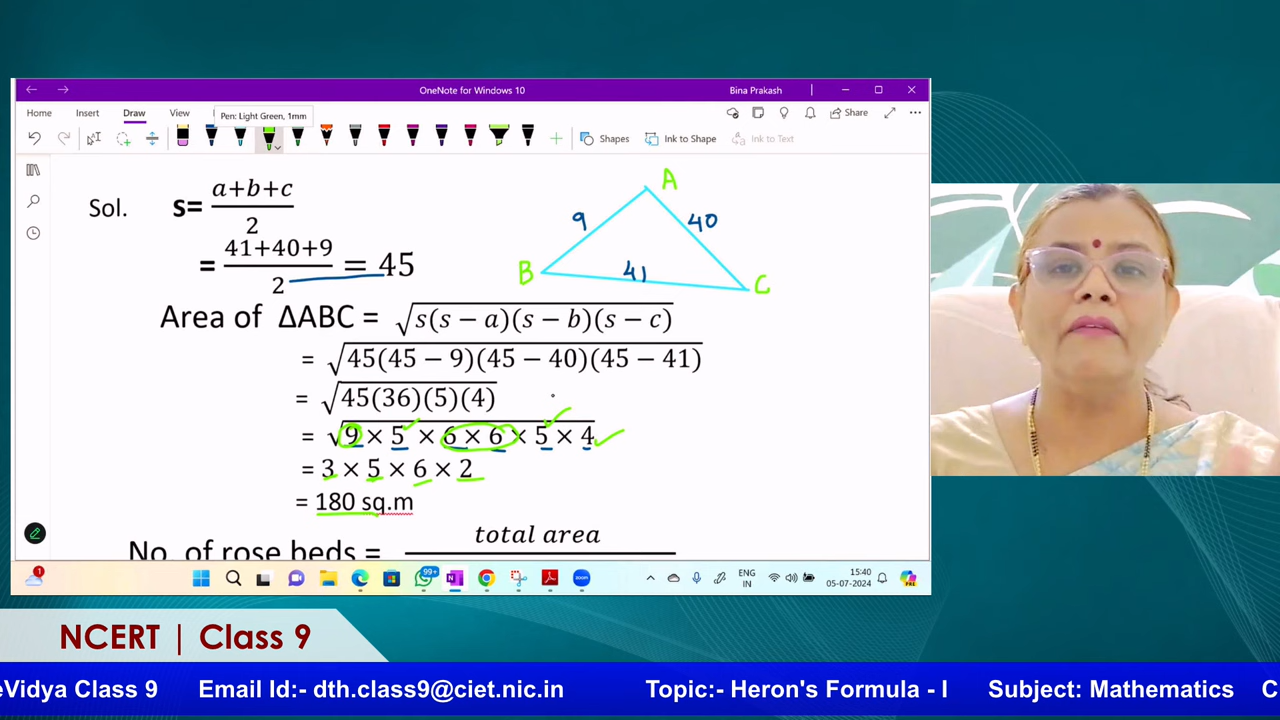 OneNote for Windows 10
Bina Prakash
Home Insert Draw View
Pen: Light Green, 1mm
Share
Shapes
Ink to Shape
Ink to Text
Sol. s= a+b+c / 2
= 41+40+9 / 2 = 45
A
9 40
B 41 C
Area of ΔABC = √s(s − a)(s − b)(s − c)
= √45(45 − 9)(45 − 40)(45 − 41)
= √45(36)(5)(4)
= √9 × 5 × 6 × 6 × 5 × 4
= 3 × 5 × 6 × 2
= 180 sq.m
No. of rose beds = total area
1
99+
ENG
IN
15:40
05-07-2024
NCERT | Class 9
eVidya Class 9 Email Id:- dth.class9@ciet.nic.in Topic:- Heron's Formula - I Subject: Mathematics C